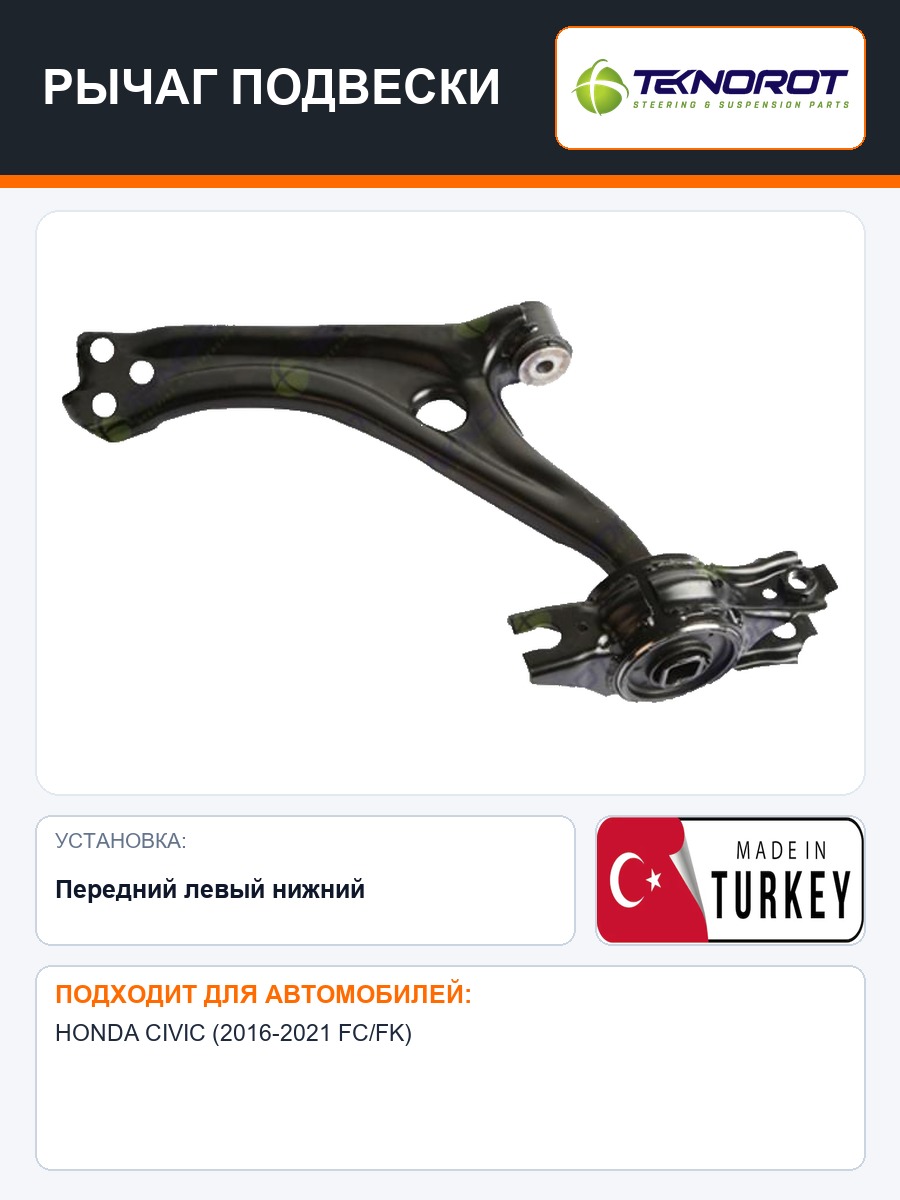 РЫЧАГ ПОДВЕСКИ
TEKNOROT
STEERING & SUSPENSION PARTS
УСТАНОВКА:
Передний левый нижний
MADE IN
TURKEY
ПОДХОДИТ ДЛЯ АВТОМОБИЛЕЙ:
HONDA CIVIC (2016-2021 FC/FK)